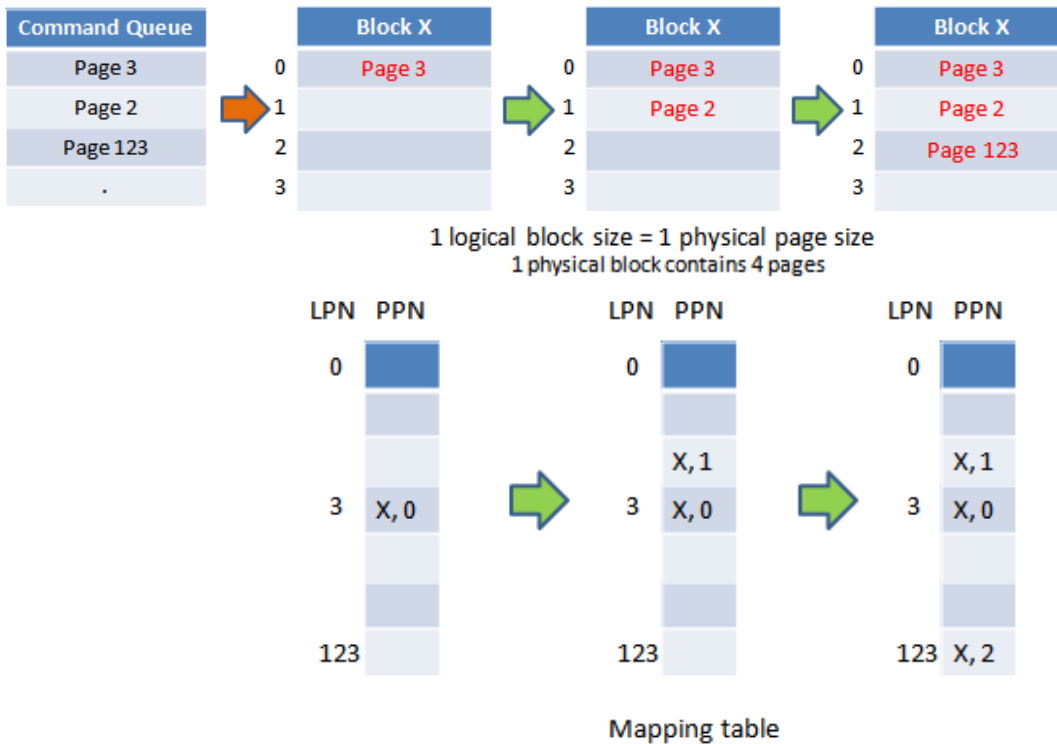 Command Queue Block X Block X Block X
Page 3 0 Page 3 0 Page 3 0 Page 3
Page 2 1 1 Page 2 1 Page 2
Page 123 2 2 2 Page 123
. 3 3 3
1 logical block size = 1 physical page size
1 physical block contains 4 pages
LPN PPN LPN PPN LPN PPN
0 0 0
X, 1 X, 1
3 X, 0 3 X, 0 3 X, 0
123 123 123 X, 2
Mapping table